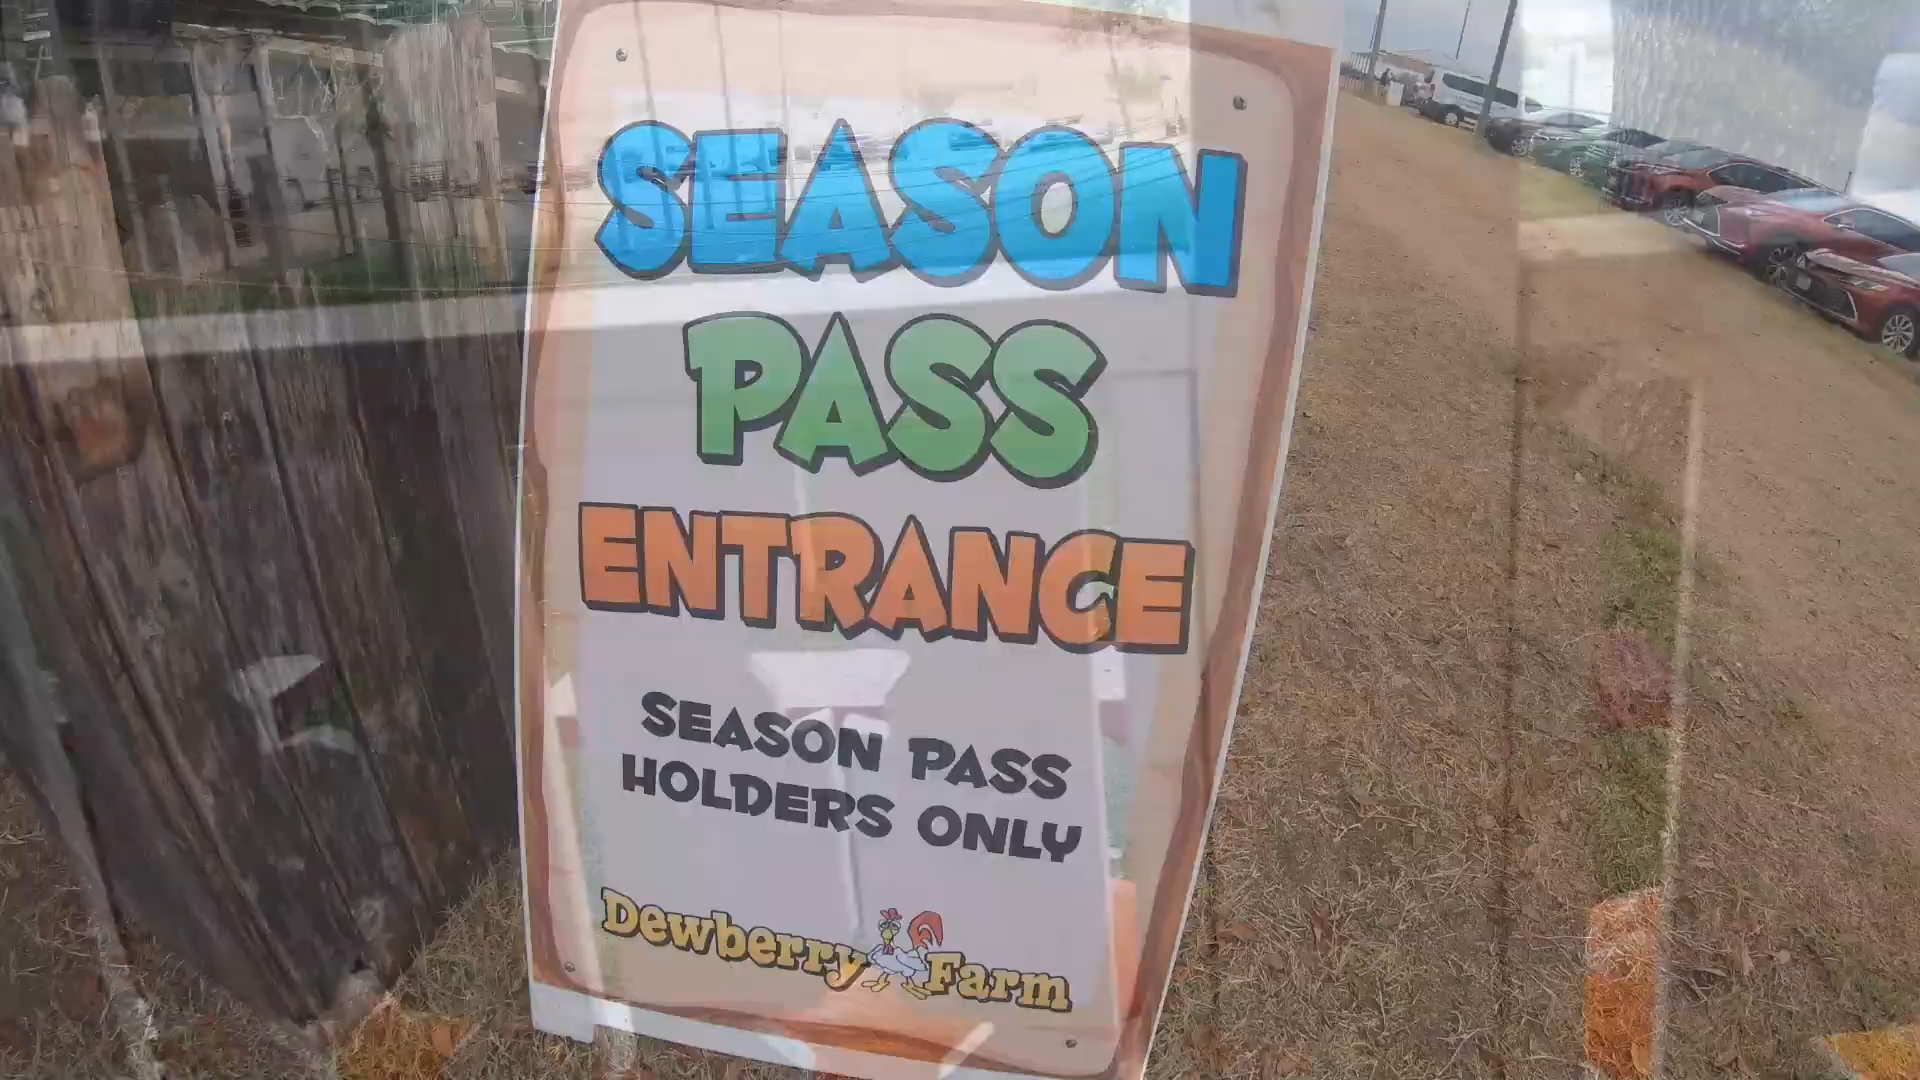 SEASON
PASS
ENTRANCE
SEASON PASS
HOLDERS ONLY
Dewberry Farm